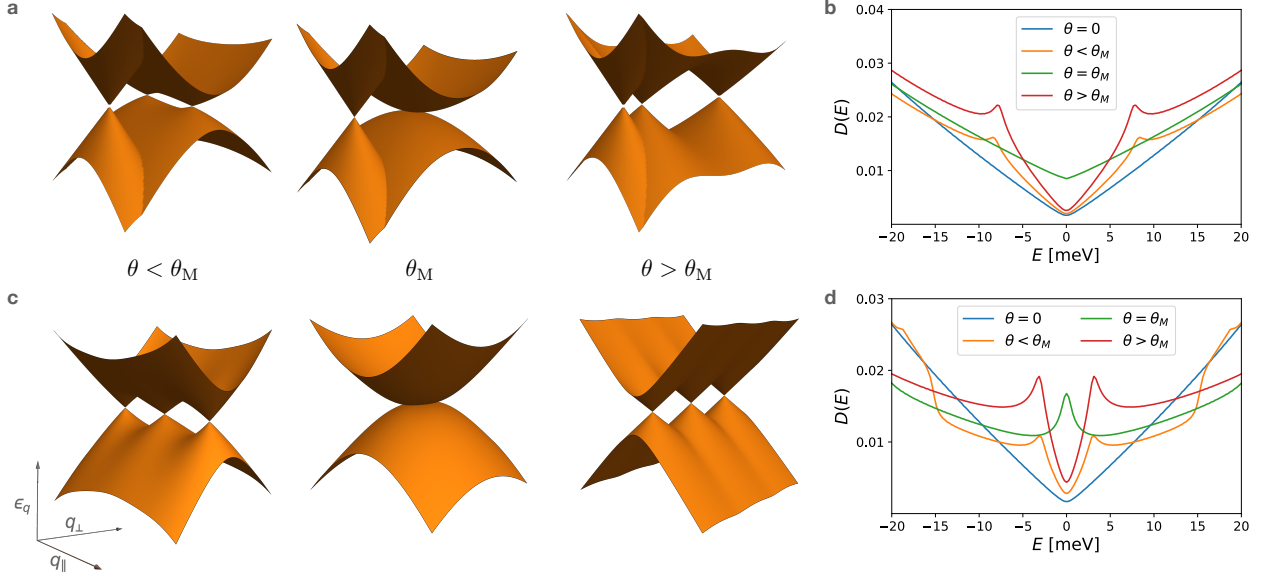 a
θ < θ_M
θ_M
θ > θ_M
b
0.04
0.03
0.02
0.01
D(E)
θ = 0
θ < θ_M
θ = θ_M
θ > θ_M
−20 −15 −10 −5 0 5 10 15 20
E [meV]
c
ϵ_q
q_⊥
q_∥
d
0.03
0.02
0.01
D(E)
θ = 0 θ = θ_M
θ < θ_M θ > θ_M
−20 −15 −10 −5 0 5 10 15 20
E [meV]